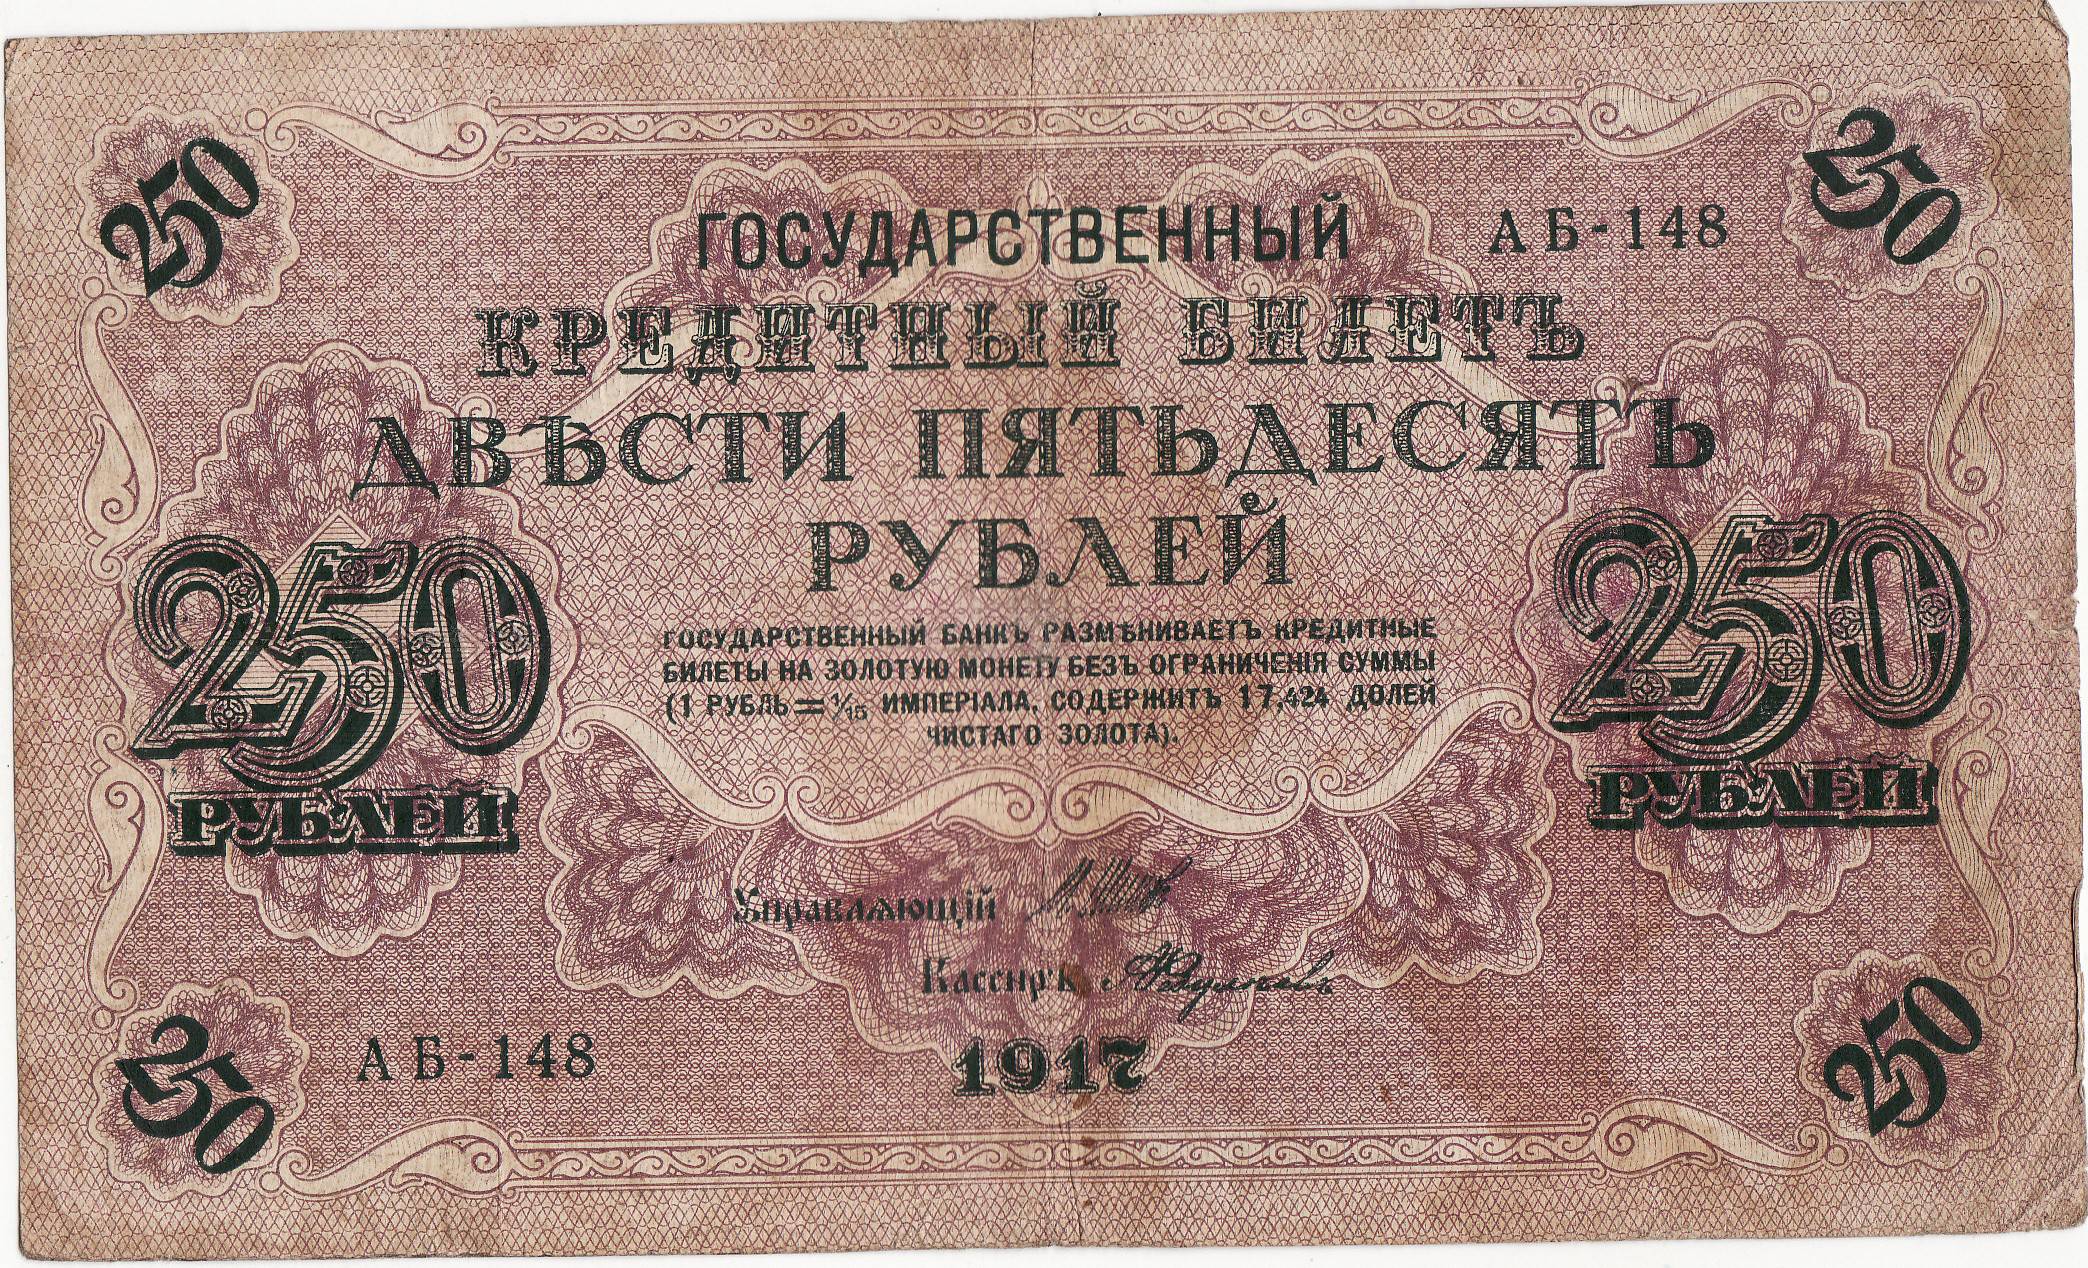 250
250
ГОСУДАРСТВЕННЫЙ
АБ-148
КРЕДИТНЫЙ БИЛЕТЪ
ДВѢСТИ ПЯТЬДЕСЯТЪ
РУБЛЕЙ
250
РУБЛЕЙ
250
РУБЛЕЙ
ГОСУДАРСТВЕННЫЙ БАНКЪ РАЗМѢНИВАЕТЪ КРЕДИТНЫЕ
БИЛЕТЫ НА ЗОЛОТУЮ МОНЕТУ БЕЗЪ ОГРАНИЧЕНІЯ СУММЫ
(1 РУБЛЬ = 1/15 ИМПЕРІАЛА, СОДЕРЖИТЪ 17,424 ДОЛЕЙ
ЧИСТАГО ЗОЛОТА).
Управляющій
Кассиръ
АБ-148
1917
250
250